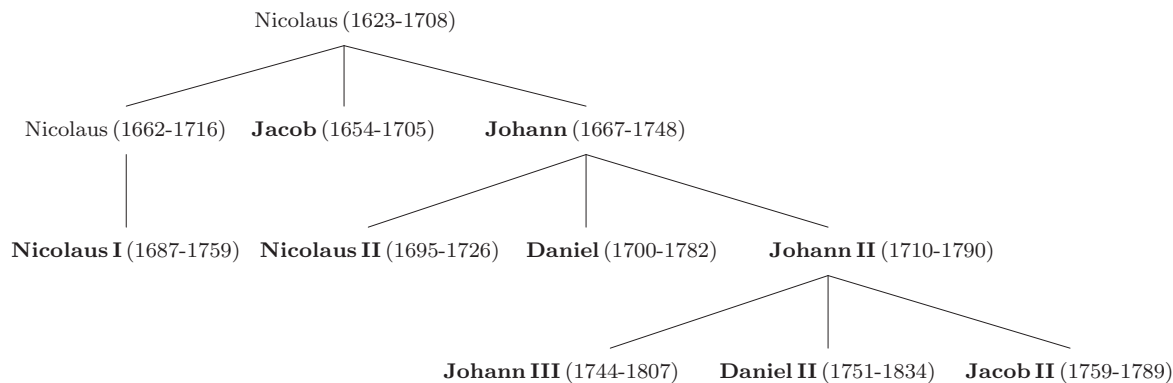 Nicolaus (1623-1708)
Nicolaus (1662-1716) Jacob (1654-1705) Johann (1667-1748)
Nicolaus I (1687-1759) Nicolaus II (1695-1726) Daniel (1700-1782) Johann II (1710-1790)
Johann III (1744-1807) Daniel II (1751-1834) Jacob II (1759-1789)